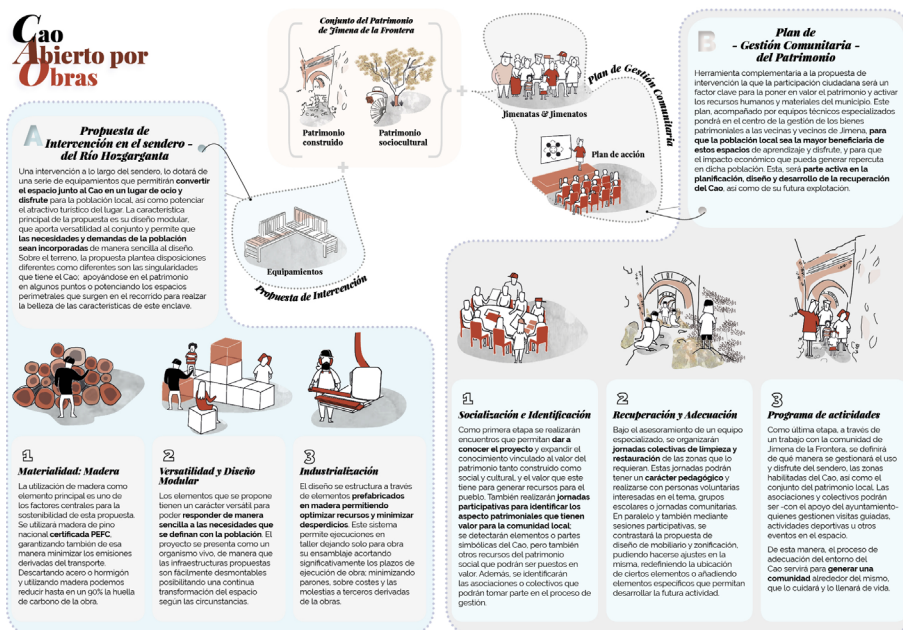 Cao
Abierto por
Obras
Conjunto del Patrimonio
de Jimena de la Frontera
Patrimonio
construido
Patrimonio
sociocultural
Jimenatas & Jimenatos
Plan de Gestión Comunitaria
Plan de acción
Equipamientos
Propuesta de Intervención
A
Propuesta de
Intervención en el sendero -
del Río Hozgarganta
Una intervención a lo largo del sendero, lo dotará de
una serie de equipamientos que permitirán convertir
el espacio junto al Cao en un lugar de ocio y
disfrute para la población local, así como potenciar
el atractivo turístico del lugar. La característica
principal de la propuesta es su diseño modular,
que aporta versatilidad al conjunto y permite que
las necesidades y demandas de la población
sean incorporadas de manera sencilla al diseño.
Sobre el terreno, la propuesta plantea disposiciones
diferentes como diferentes son las singularidades
que tiene el Cao; apoyándose en el patrimonio
en algunos puntos o potenciando los espacios
perimetrales que surgen en el recorrido para realzar
la belleza de las características de este enclave.
B
Plan de
- Gestión Comunitaria -
del Patrimonio
Herramienta complementaria a la propuesta de
intervención la que la participación ciudadana será un
factor clave para la poner en valor el patrimonio y activar
los recursos humanos y materiales del municipio. Este
plan, acompañado por equipos técnicos especializados
pondrá en el centro de la gestión de los bienes
patrimoniales a las vecinas y vecinos de Jimena, para
que la población local sea la mayor beneficiaria de
estos espacios de aprendizaje y disfrute, y para que
el impacto económico que pueda generar repercuta
en dicha población. Esta, será parte activa en la
planificación, diseño y desarrollo de la recuperación
del Cao, así como de su futura explotación.
1
Materialidad: Madera
La utilización de madera como
elemento principal es uno de
los factores centrales para la
sostenibilidad de esta propuesta.
Se utilizará madera de pino
nacional certificada PEFC,
garantizando también de esa
manera minimizar los emisiones
derivadas del transporte.
Descartando acero o hormigón
y utilizando madera podemos
reducir hasta en un 90% la huella
de carbono de la obra.
2
Versatilidad y Diseño
Modular
Los elementos que se propone
tienen un carácter versátil para
poder responder de manera
sencilla a las necesidades que
se definan con la población. El
proyecto se presenta como un
organismo vivo, de manera que
las infraestructuras propuestas
son fácilmente desmontables
posibilitando una continua
transformación del espacio
según las circunstancias.
3
Industrialización
El diseño se estructura a través
de elementos prefabricados
en madera permitiendo
optimizar recursos y minimizar
desperdicios. Este sistema
permite ejecuciones en
taller dejando solo para obra
su ensamblaje acortando
significativamente los plazos de
ejecución de obra; minimizando
parones, sobre costes y las
molestias a terceros derivadas
de la obras.
1
Socialización e Identificación
Como primera etapa se realizarán
encuentros que permitan dar a
conocer el proyecto y expandir el
conocimiento vinculado al valor del
patrimonio tanto construido como
social y cultural, y el valor que este
tiene para generar recursos para el
pueblo. También realizarán jornadas
participativas para identificar los
aspecto patrimoniales que tienen
valor para la comunidad local;
se detectarán elementos o partes
simbólicas del Cao, pero también
otros recursos del patrimonio
social que podrán ser puestos en
valor. Además, se identificarán
las asociaciones o colectivos que
podrán tomar parte en el proceso de
gestión.
2
Recuperación y Adecuación
Bajo el asesoramiento de un equipo
especializado, se organizarán
jornadas colectivas de limpieza y
restauración de las zonas que lo
requieran. Estas jornadas podrán
tener un carácter pedagógico y
realizarán personas voluntarias
interesadas en el tema, grupos
escolares o jornadas comunitarias.
En paralelo y también mediante
sesiones participativas, se
contrastará la propuesta de
diseño de mobiliario y zonificación,
pudiendo hacerse ajustes en la
misma, redefiniendo la ubicación
de ciertos elementos o añadiendo
elementos específicos que permitan
desarrollar la futura actividad.
3
Programa de actividades
Como última etapa, a través de
un trabajo con la comunidad de
Jimena de la Frontera, se definirá
de qué manera se gestionará el uso
y disfrute del sendero, las zonas
habilitadas del Cao, así como el
conjunto del patrimonio local. Las
asociaciones y colectivos podrán
ser -con el apoyo del ayuntamiento-
quienes gestionen visitas guiadas,
actividades deportivas u otros
eventos en el espacio.
De esta manera, el proceso de
adecuación del entorno del
Cao servirá para generar una
comunidad alrededor del mismo,
que lo cuidará y lo llenará de vida.